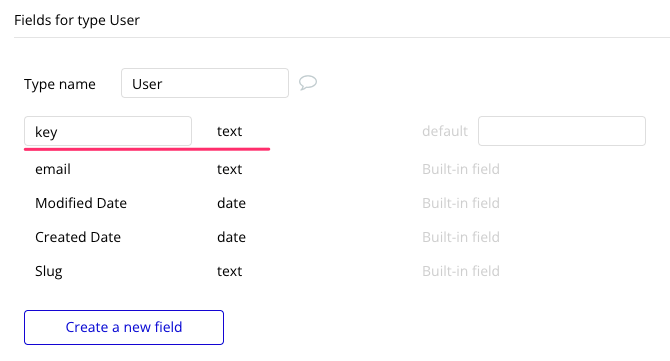 Fields for type User
Type name User
key text default
email text Built-in field
Modified Date date Built-in field
Created Date date Built-in field
Slug text Built-in field
Create a new field